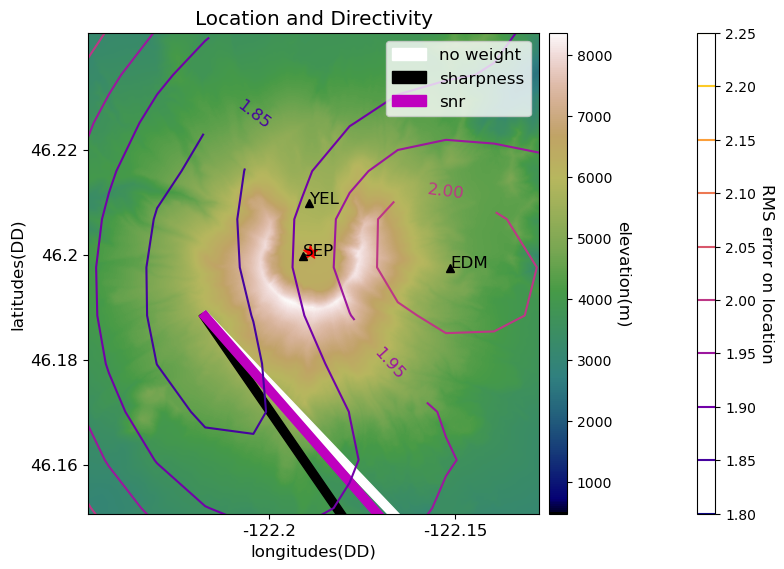 Location and Directivity
no weight
sharpness
snr
1.85
2.00
1.95
YEL
SEP
EDM
46.22
46.2
46.18
46.16
latitudes(DD)
-122.2
-122.15
longitudes(DD)
8000
7000
6000
5000
4000
3000
2000
1000
elevation(m)
2.25
2.20
2.15
2.10
2.05
2.00
1.95
1.90
1.85
1.80
RMS error on location